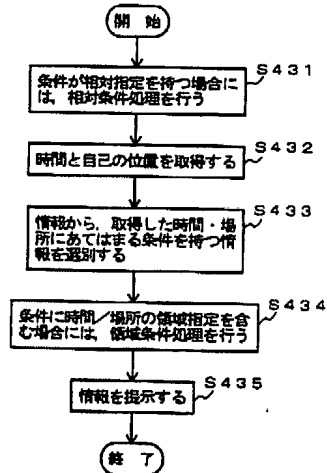 開 始
S431
条件が相対指定を持つ場合に
は、相対条件処理を行う
S432
時間と自己の位置を取得する
S433
情報から、取得した時間・場
所にあてはまる条件を持つ情
報を選別する
S434
条件に時間/場所の領域指定を含
む場合には、領域条件処理を行う
S435
情報を提示する
終 了